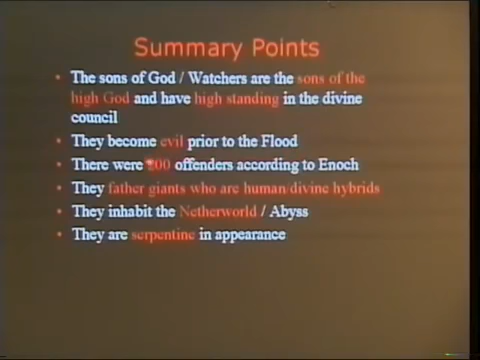 Summary Points
• The sons of God / Watchers are the sons of the
high God and have high standing in the divine
council
• They become evil prior to the Flood
• There were 200 offenders according to Enoch
• They father giants who are human/divine hybrids
• They inhabit the Netherworld / Abyss
• They are serpentine in appearance